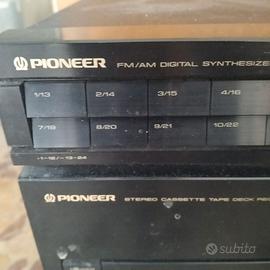 PIONEER FM/AM DIGITAL SYNTHESIZE
1/13 2/14 3/15 4/16
7/19 8/20 9/21 10/22
PIONEER STEREO CASSETTE TAPE DECK RE
subito